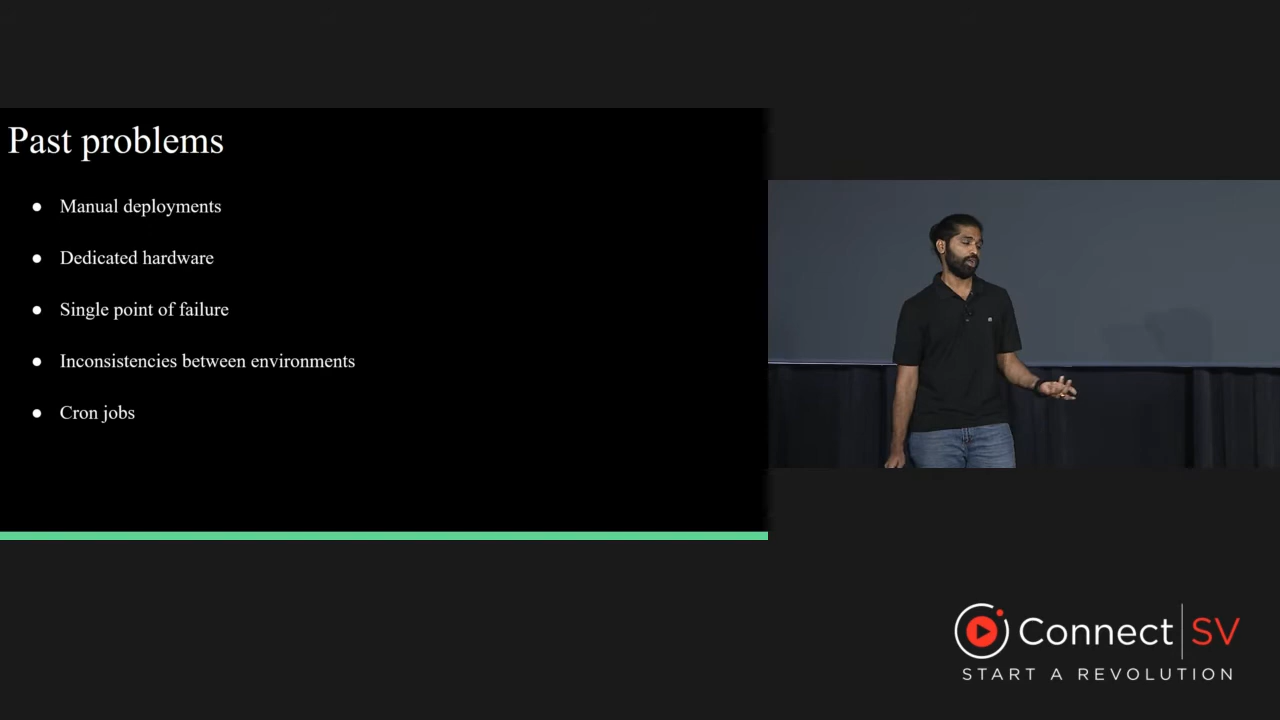 Past problems
● Manual deployments
● Dedicated hardware
● Single point of failure
● Inconsistencies between environments
● Cron jobs
Connect SV
START A REVOLUTION